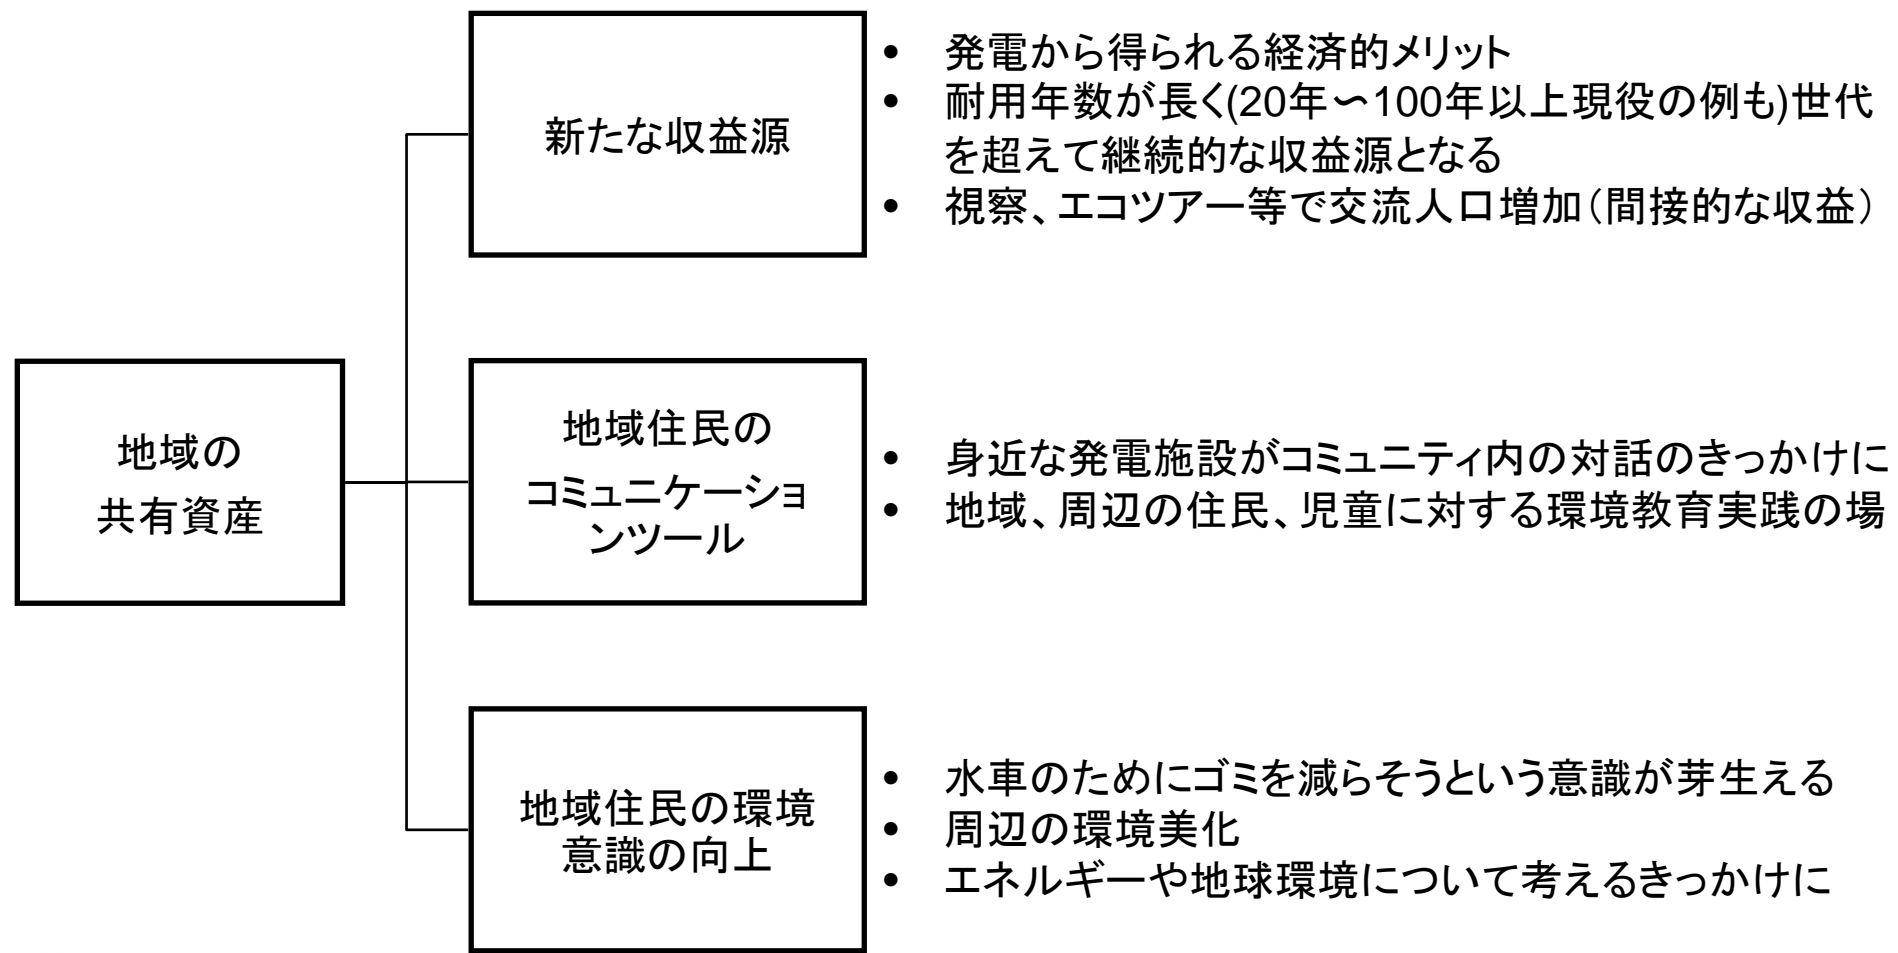 地域の
共有資産
新たな収益源
• 発電から得られる経済的メリット
• 耐用年数が長く(20年〜100年以上現役の例も)世代
を超えて継続的な収益源となる
• 視察、エコツアー等で交流人口増加（間接的な収益）
地域住民の
コミュニケーショ
ンツール
• 身近な発電施設がコミュニティ内の対話のきっかけに
• 地域、周辺の住民、児童に対する環境教育実践の場
地域住民の環境
意識の向上
• 水車のためにゴミを減らそうという意識が芽生える
• 周辺の環境美化
• エネルギーや地球環境について考えるきっかけに